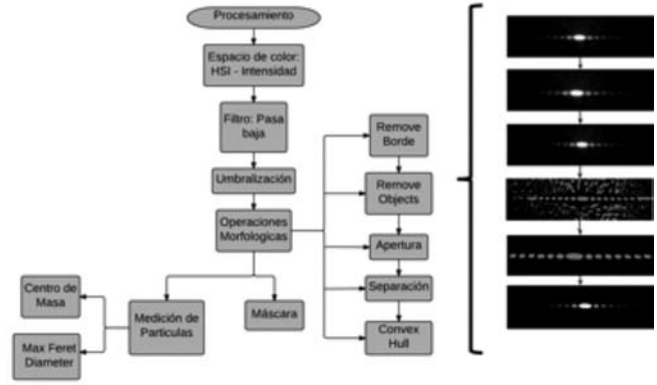 Procesamiento
Espacio de color:
HSI - Intensidad
Filtro: Pasa
baja
Umbralización
Operaciones
Morfologicas
Remove
Borde
Remove
Objects
Apertura
Separación
Convex
Hull
Centro de
Masa
Max Feret
Diameter
Medición de
Particulas
Máscara